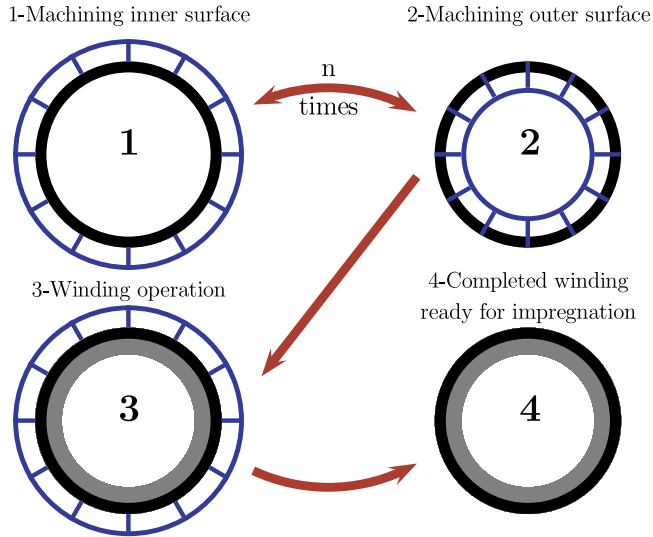 1-Machining inner surface
2-Machining outer surface
n
times
1
2
3-Winding operation
4-Completed winding
ready for impregnation
3
4